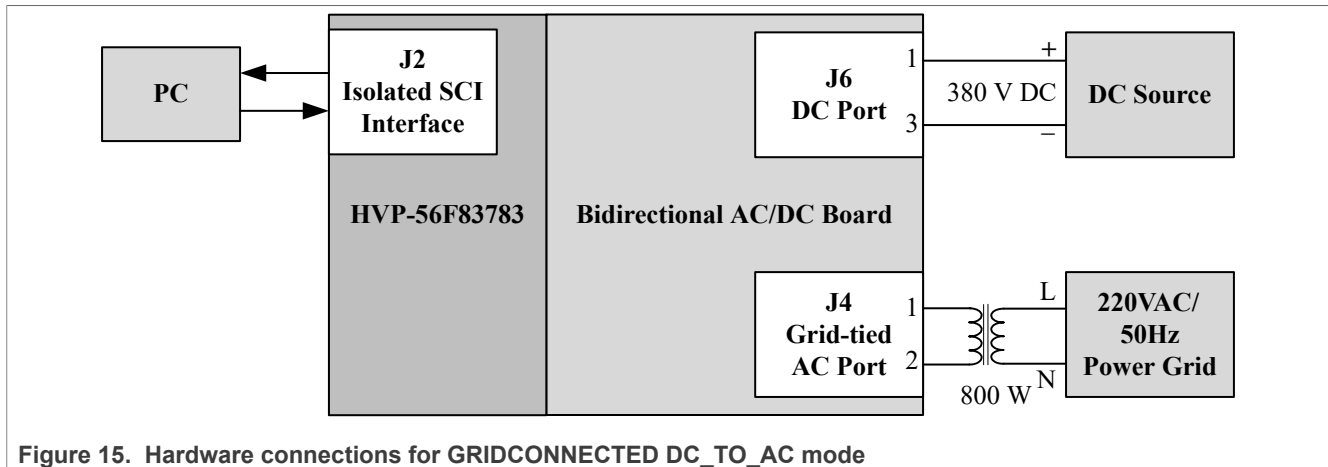 PC
J2
Isolated SCI
Interface
HVP-56F83783
Bidirectional AC/DC Board
J6
DC Port
1
3
+
380 V DC
−
DC Source
J4
Grid-tied
AC Port
1
2
800 W
L
N
220VAC/
50Hz
Power Grid
Figure 15. Hardware connections for GRIDCONNECTED DC_TO_AC mode